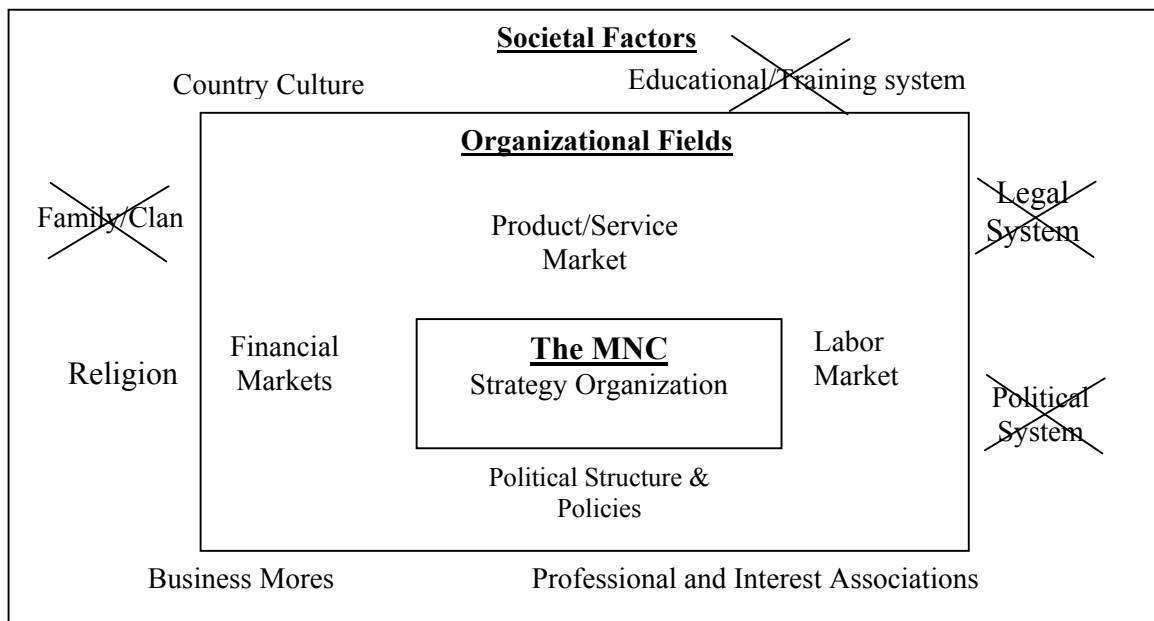 Societal Factors
Country Culture
Educational/Training system
Organizational Fields
Family/Clan
Legal
System
Product/Service
Market
Religion
Financial
Markets
The MNC
Strategy Organization
Labor
Market
Political
System
Political Structure &
Policies
Business Mores
Professional and Interest Associations